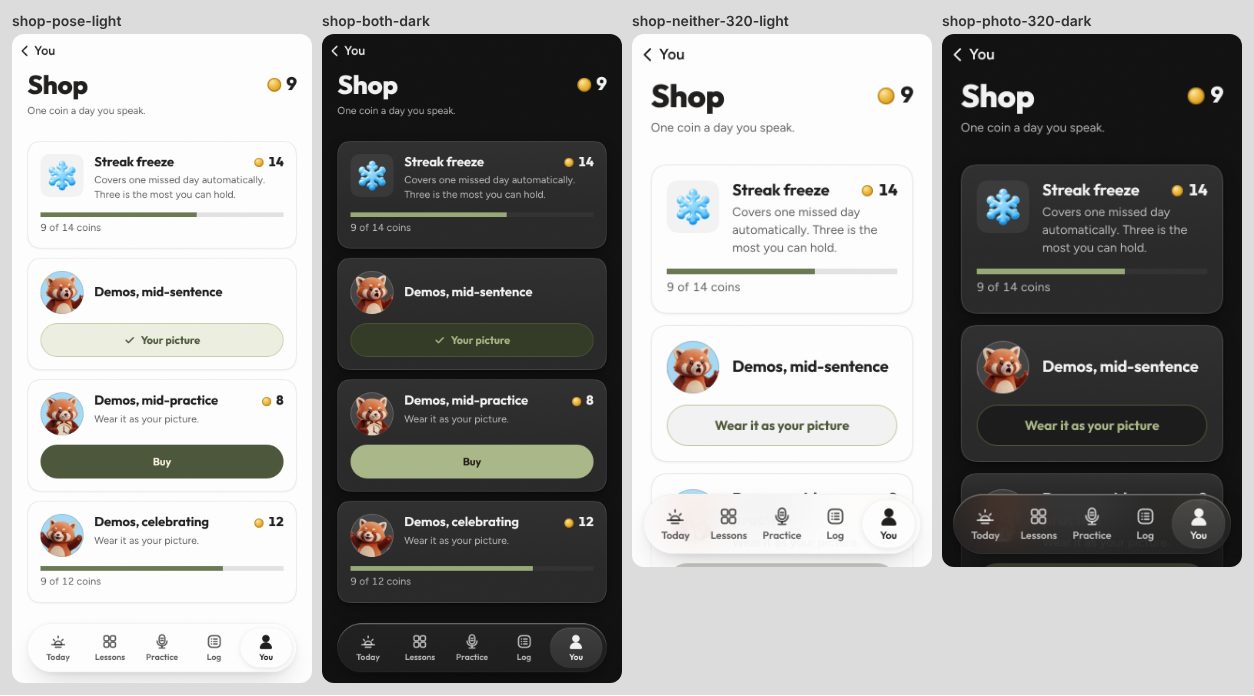 shop-pose-light
You
Shop
9
One coin a day you speak.
Streak freeze
14
Covers one missed day automatically.
Three is the most you can hold.
9 of 14 coins
Demos, mid-sentence
Your picture
Demos, mid-practice
8
Wear it as your picture.
Buy
Demos, celebrating
12
Wear it as your picture.
9 of 12 coins
Today
Lessons
Practice
Log
You
shop-both-dark
You
Shop
9
One coin a day you speak.
Streak freeze
14
Covers one missed day automatically.
Three is the most you can hold.
9 of 14 coins
Demos, mid-sentence
Your picture
Demos, mid-practice
8
Wear it as your picture.
Buy
Demos, celebrating
12
Wear it as your picture.
9 of 12 coins
Today
Lessons
Practice
Log
You
shop-neither-320-light
You
Shop
9
One coin a day you speak.
Streak freeze
14
Covers one missed day
automatically. Three is the
most you can hold.
9 of 14 coins
Demos, mid-sentence
Wear it as your picture
Today
Lessons
Practice
Log
You
shop-photo-320-dark
You
Shop
9
One coin a day you speak.
Streak freeze
14
Covers one missed day
automatically. Three is the
most you can hold.
9 of 14 coins
Demos, mid-sentence
Wear it as your picture
Today
Lessons
Practice
Log
You